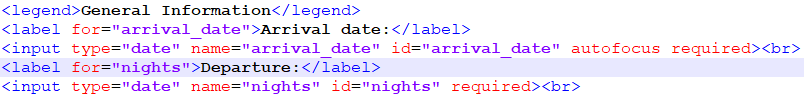 <legend>General Information</legend>
<label for="arrival_date">Arrival date:</label>
<input type="date" name="arrival_date" id="arrival_date" autofocus required><br>
<label for="nights">Departure:</label>
<input type="date" name="nights" id="nights" required><br>